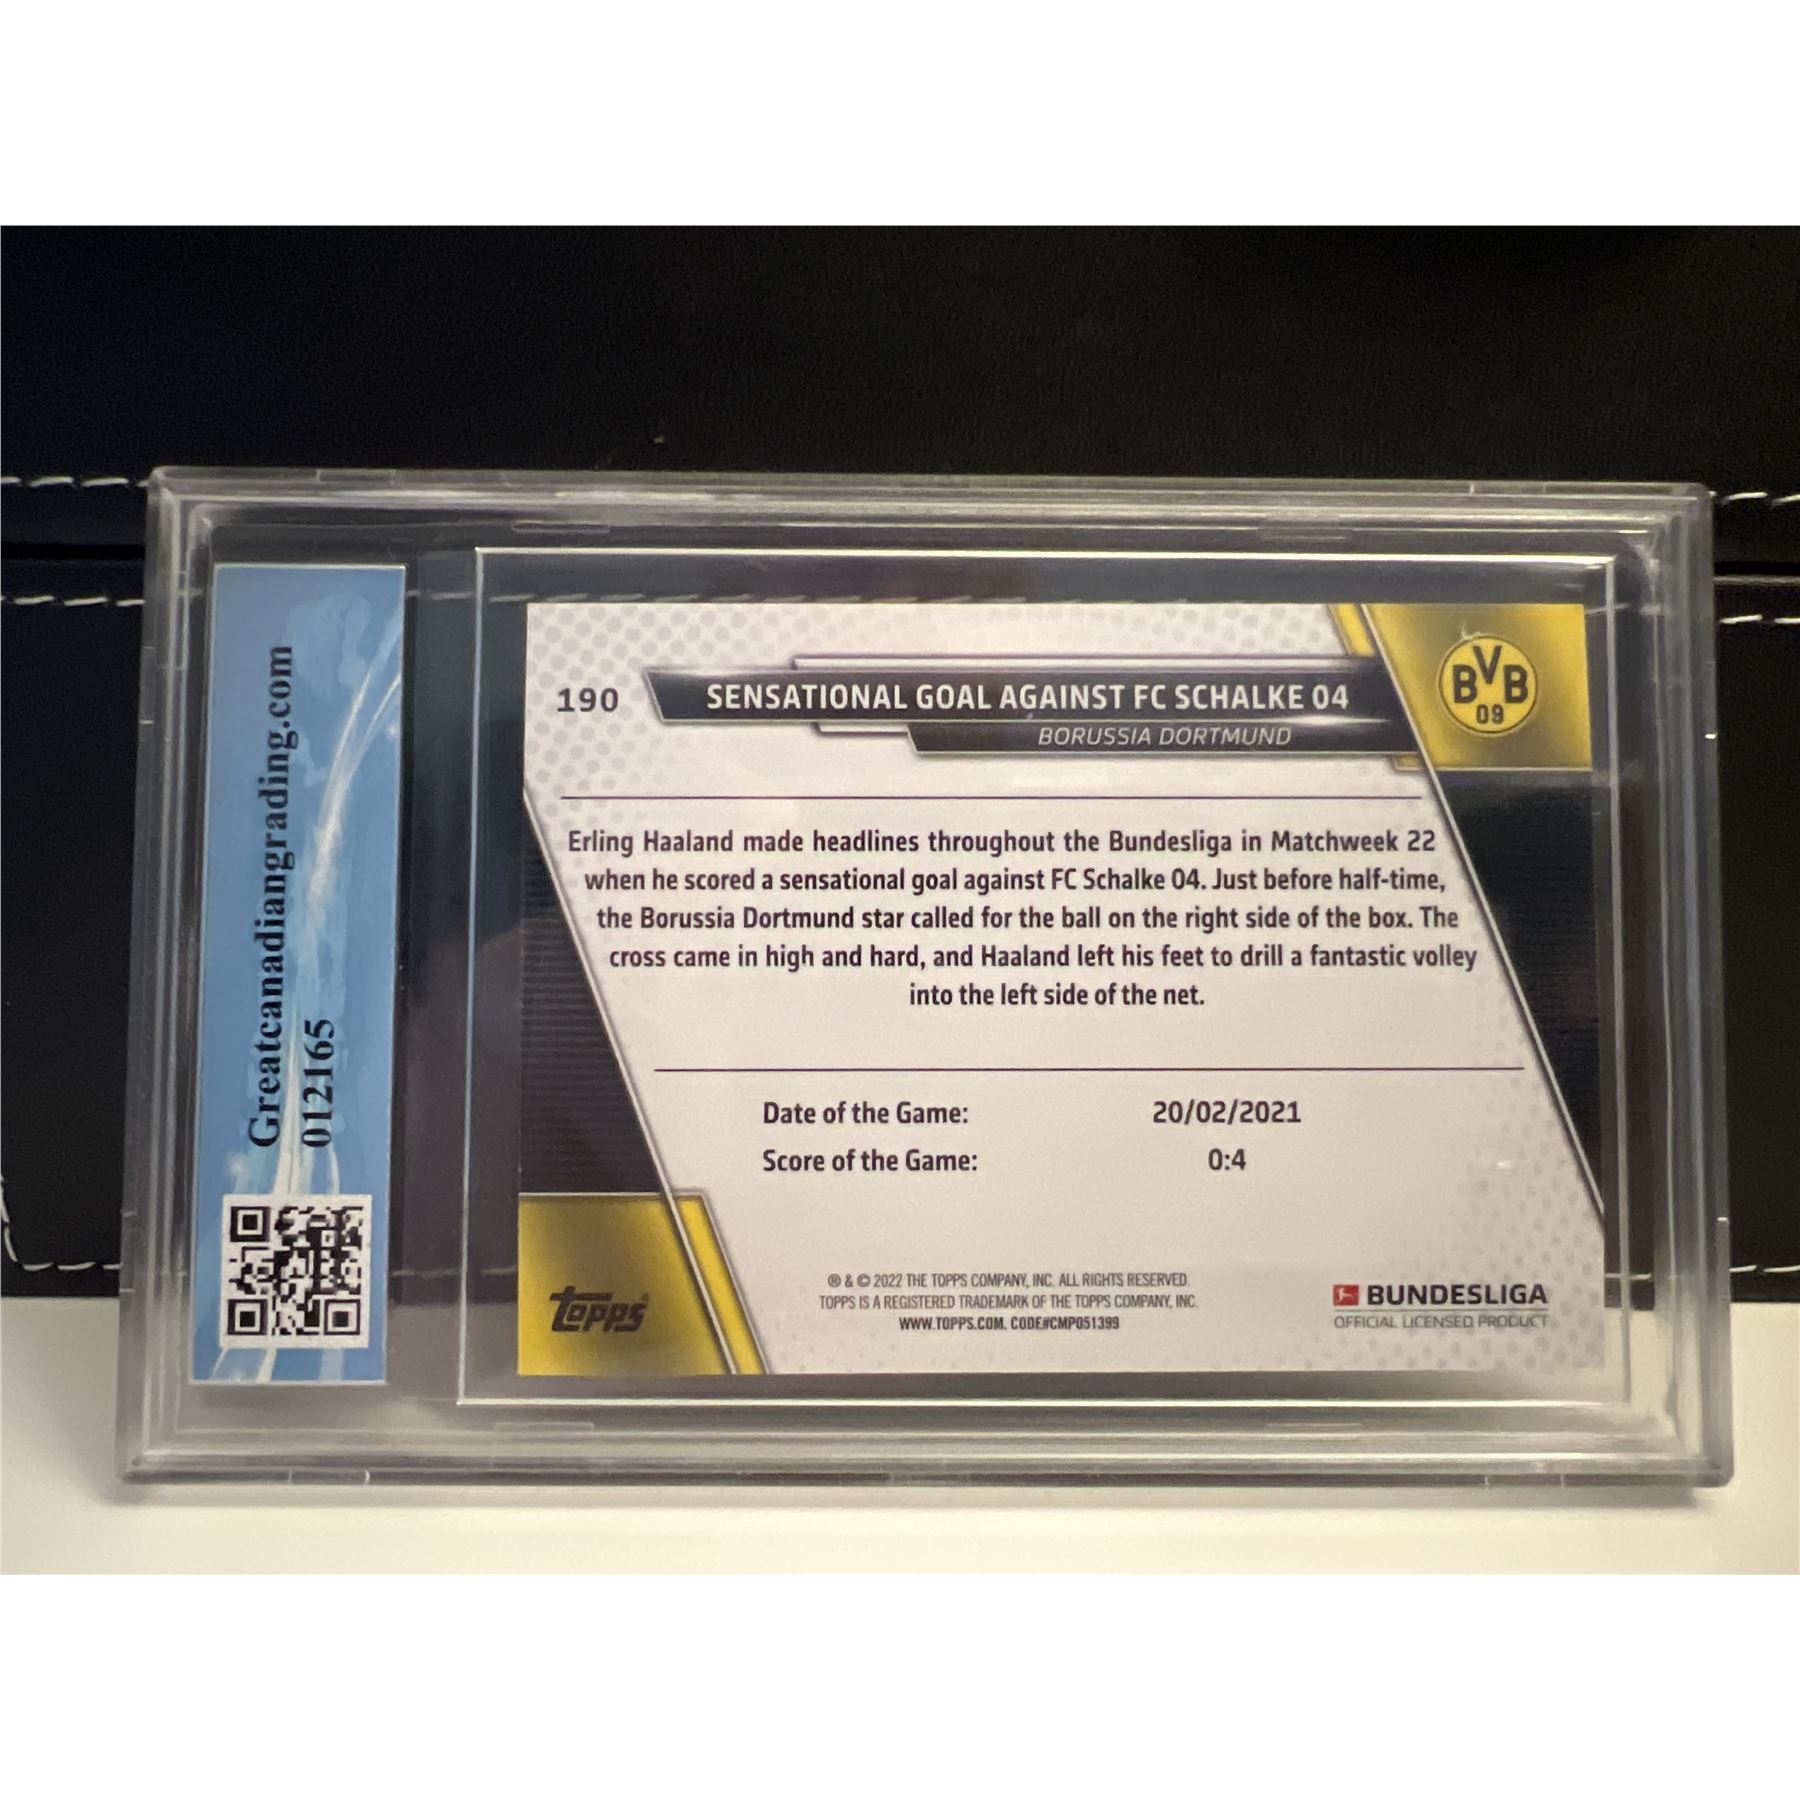 Greatcanadiangrading.com
012165
190
SENSATIONAL GOAL AGAINST FC SCHALKE 04
BORUSSIA DORTMUND
BVB
09
Erling Haaland made headlines throughout the Bundesliga in Matchweek 22
when he scored a sensational goal against FC Schalke 04. Just before half-time,
the Borussia Dortmund star called for the ball on the right side of the box. The
cross came in high and hard, and Haaland left his feet to drill a fantastic volley
into the left side of the net.
Date of the Game: 20/02/2021
Score of the Game: 0:4
topps
® & © 2022 THE TOPPS COMPANY, INC. ALL RIGHTS RESERVED.
TOPPS IS A REGISTERED TRADEMARK OF THE TOPPS COMPANY, INC.
WWW.TOPPS.COM. CODE#CMP051399
BUNDESLIGA
OFFICIAL LICENSED PRODUCT